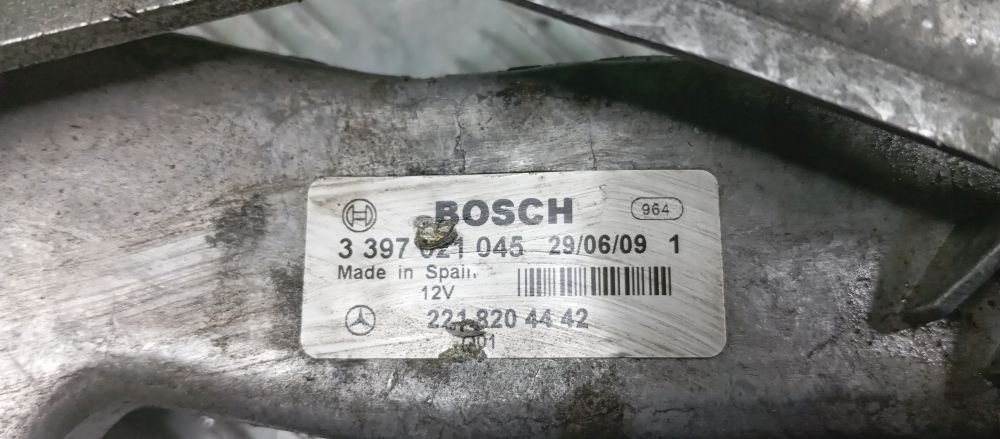 BOSCH 964
3 397 021 045 29/06/09 1
Made in Spain
12V
221 820 44 42